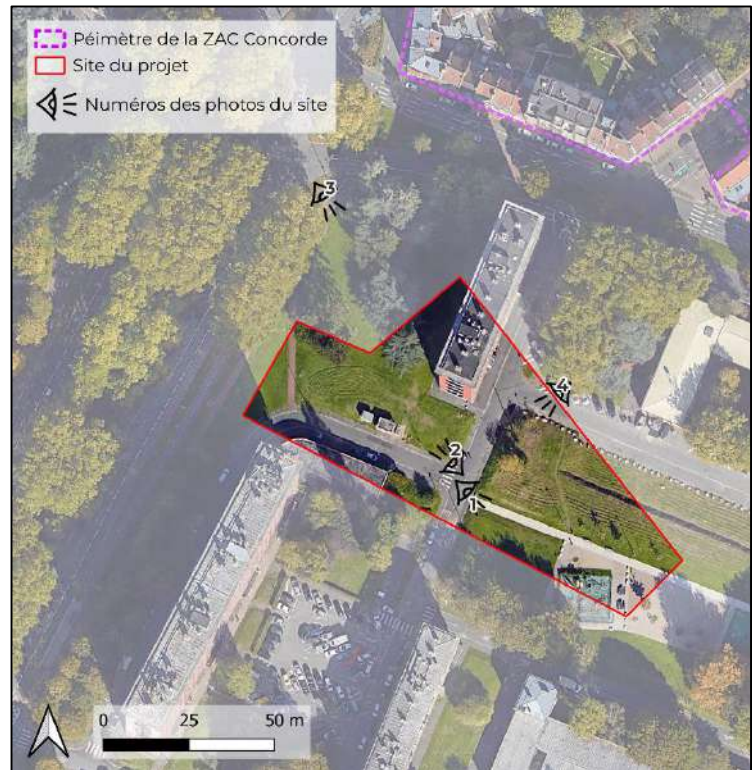 Péimètre de la ZAC Concorde
Site du projet
Numéros des photos du site
3
4
2
1
0 25 50 m